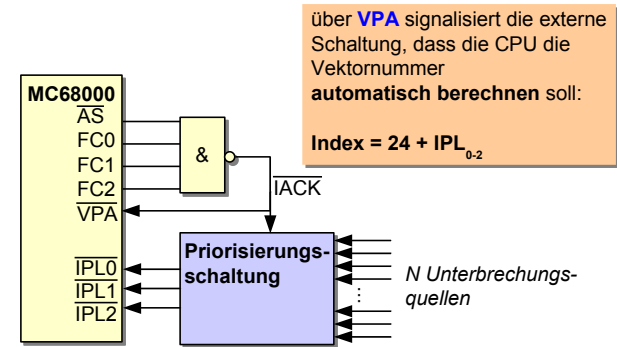 über VPA signalisiert die externe
Schaltung, dass die CPU die
Vektornummer
automatisch berechnen soll:
Index = 24 + IPL0-2
MC68000
AS
FC0
FC1
FC2
VPA
IPL0
IPL1
IPL2
&
IACK
Priorisierungs-
schaltung
N Unterbrechungs-
quellen
...